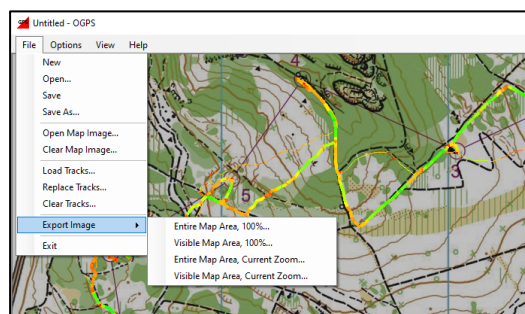 GPS Untitled - OGPS
File Options View Help
New
Open...
Save
Save As...
Open Map Image...
Clear Map Image...
Load Tracks...
Replace Tracks...
Clear Tracks...
Export Image
Exit
Entire Map Area, 100%...
Visible Map Area, 100%...
Entire Map Area, Current Zoom...
Visible Map Area, Current Zoom...
4
3
5